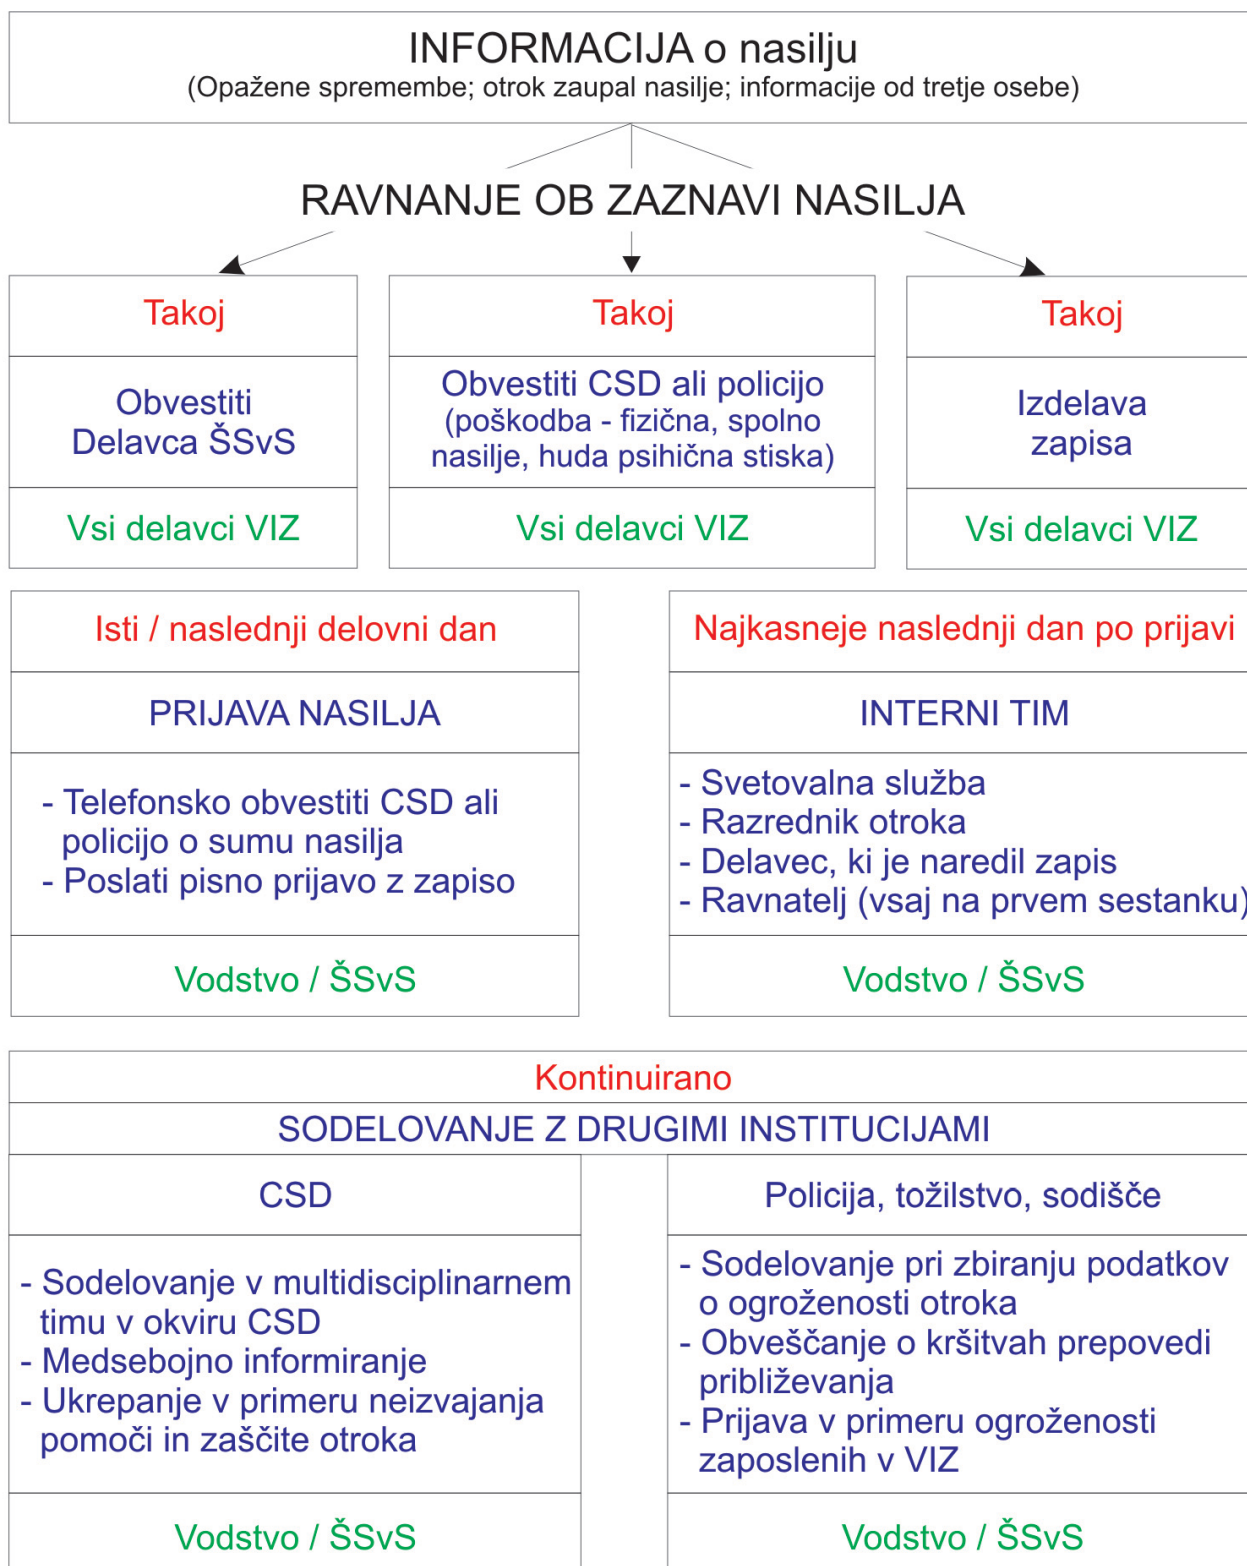 INFORMACIJA o nasilju
(Opažene spremembe; otrok zaupal nasilje; informacije od tretje osebe)
RAVNANJE OB ZAZNAVI NASILJA
Takoj
Obvestiti
Delavca ŠSvS
Vsi delavci VIZ
Takoj
Obvestiti CSD ali policijo
(poškodba - fizična, spolno
nasilje, huda psihična stiska)
Vsi delavci VIZ
Takoj
Izdelava
zapisa
Vsi delavci VIZ
Isti / naslednji delovni dan
PRIJAVA NASILJA
- Telefonsko obvestiti CSD ali
policijo o sumu nasilja
- Poslati pisno prijavo z zapiso
Vodstvo / ŠSvS
Najkasneje naslednji dan po prijavi
INTERNI TIM
- Svetovalna služba
- Razrednik otroka
- Delavec, ki je naredil zapis
- Ravnatelj (vsaj na prvem sestanku)
Vodstvo / ŠSvS
Kontinuirano
SODELOVANJE Z DRUGIMI INSTITUCIJAMI
CSD
- Sodelovanje v multidisciplinarnem
timu v okviru CSD
- Medsebojno informiranje
- Ukrepanje v primeru neizvajanja
pomoči in zaščite otroka
Vodstvo / ŠSvS
Policija, tožilstvo, sodišče
- Sodelovanje pri zbiranju podatkov
o ogroženosti otroka
- Obveščanje o kršitvah prepovedi
približevanja
- Prijava v primeru ogroženosti
zaposlenih v VIZ
Vodstvo / ŠSvS